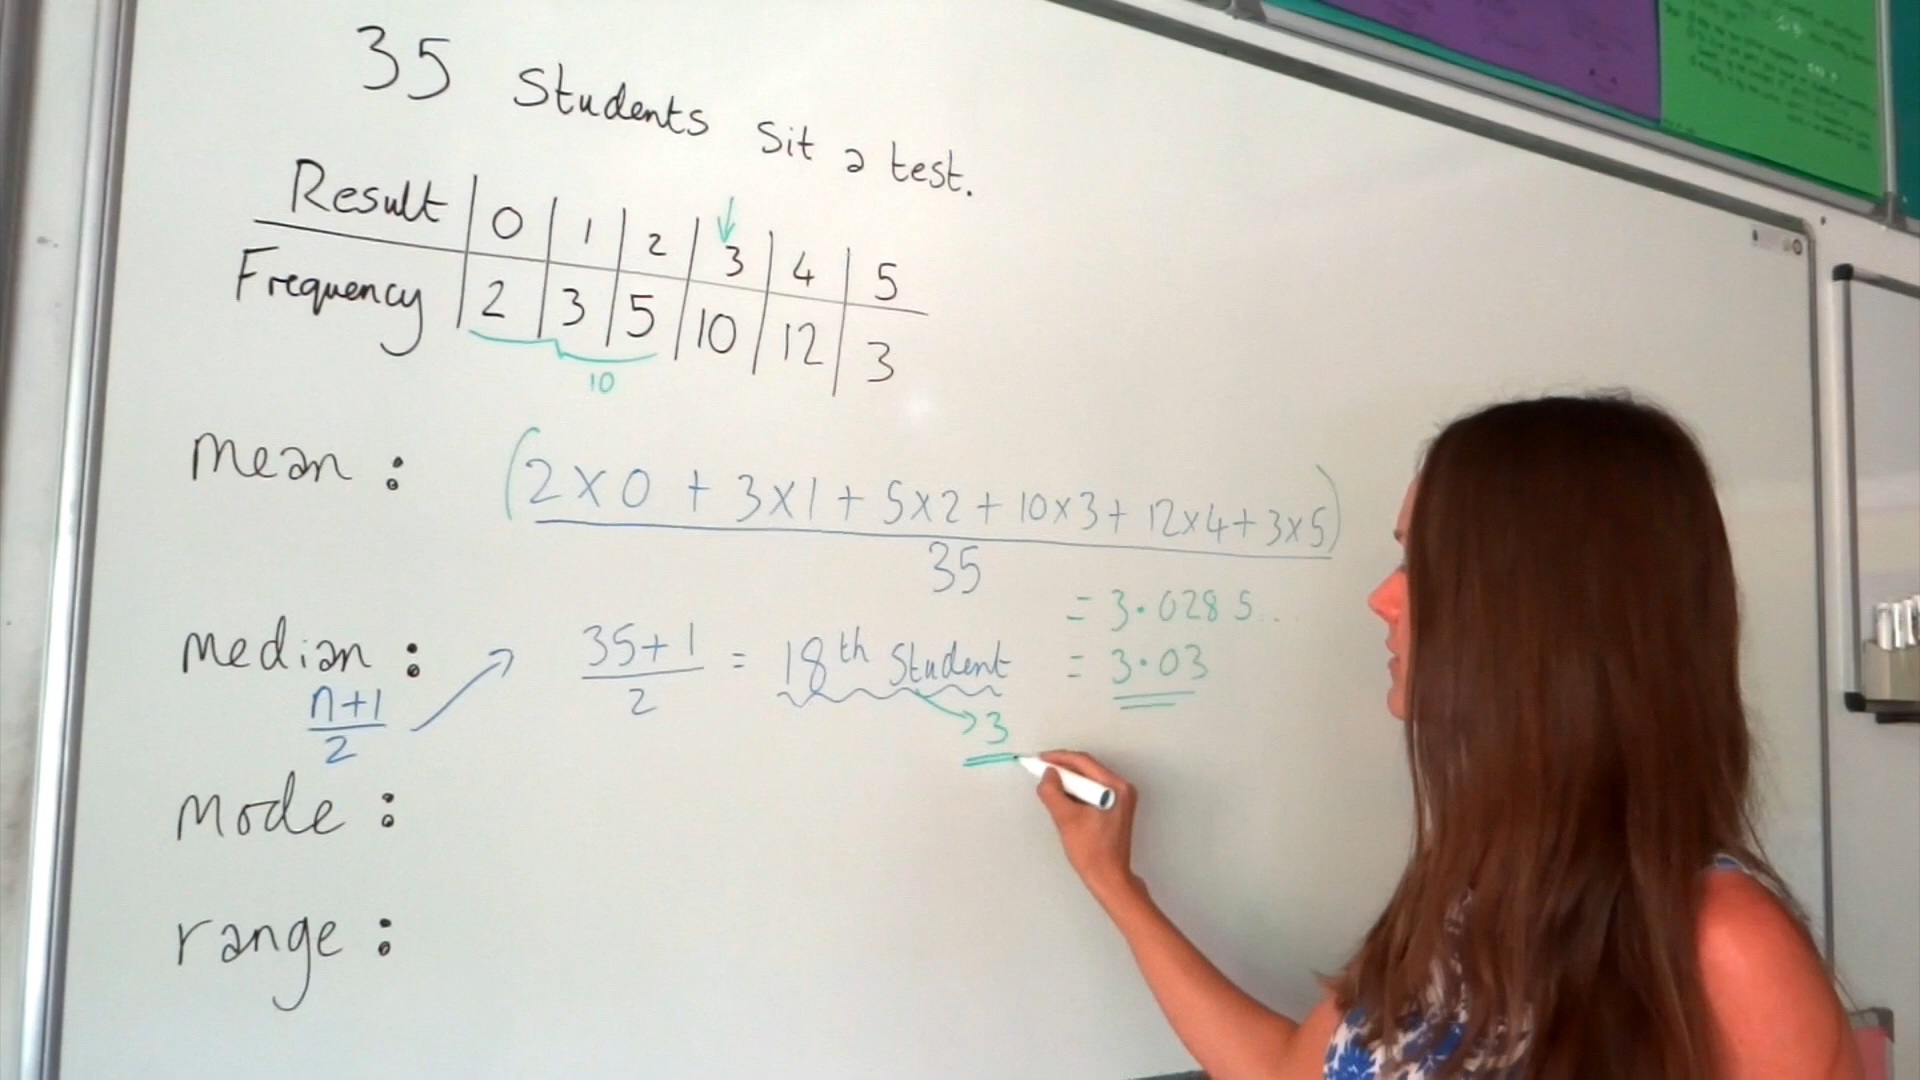 35 Students Sit a test.
Result 0 1 2 3 4 5
Frequency 2 3 5 10 12 3
10
mean : (2×0 + 3×1 + 5×2 + 10×3 + 12×4 + 3×5)
35
= 3.0285..
= 3.03
median : 35+1 = 18th Student
2
n+1
2
3
mode :
range :